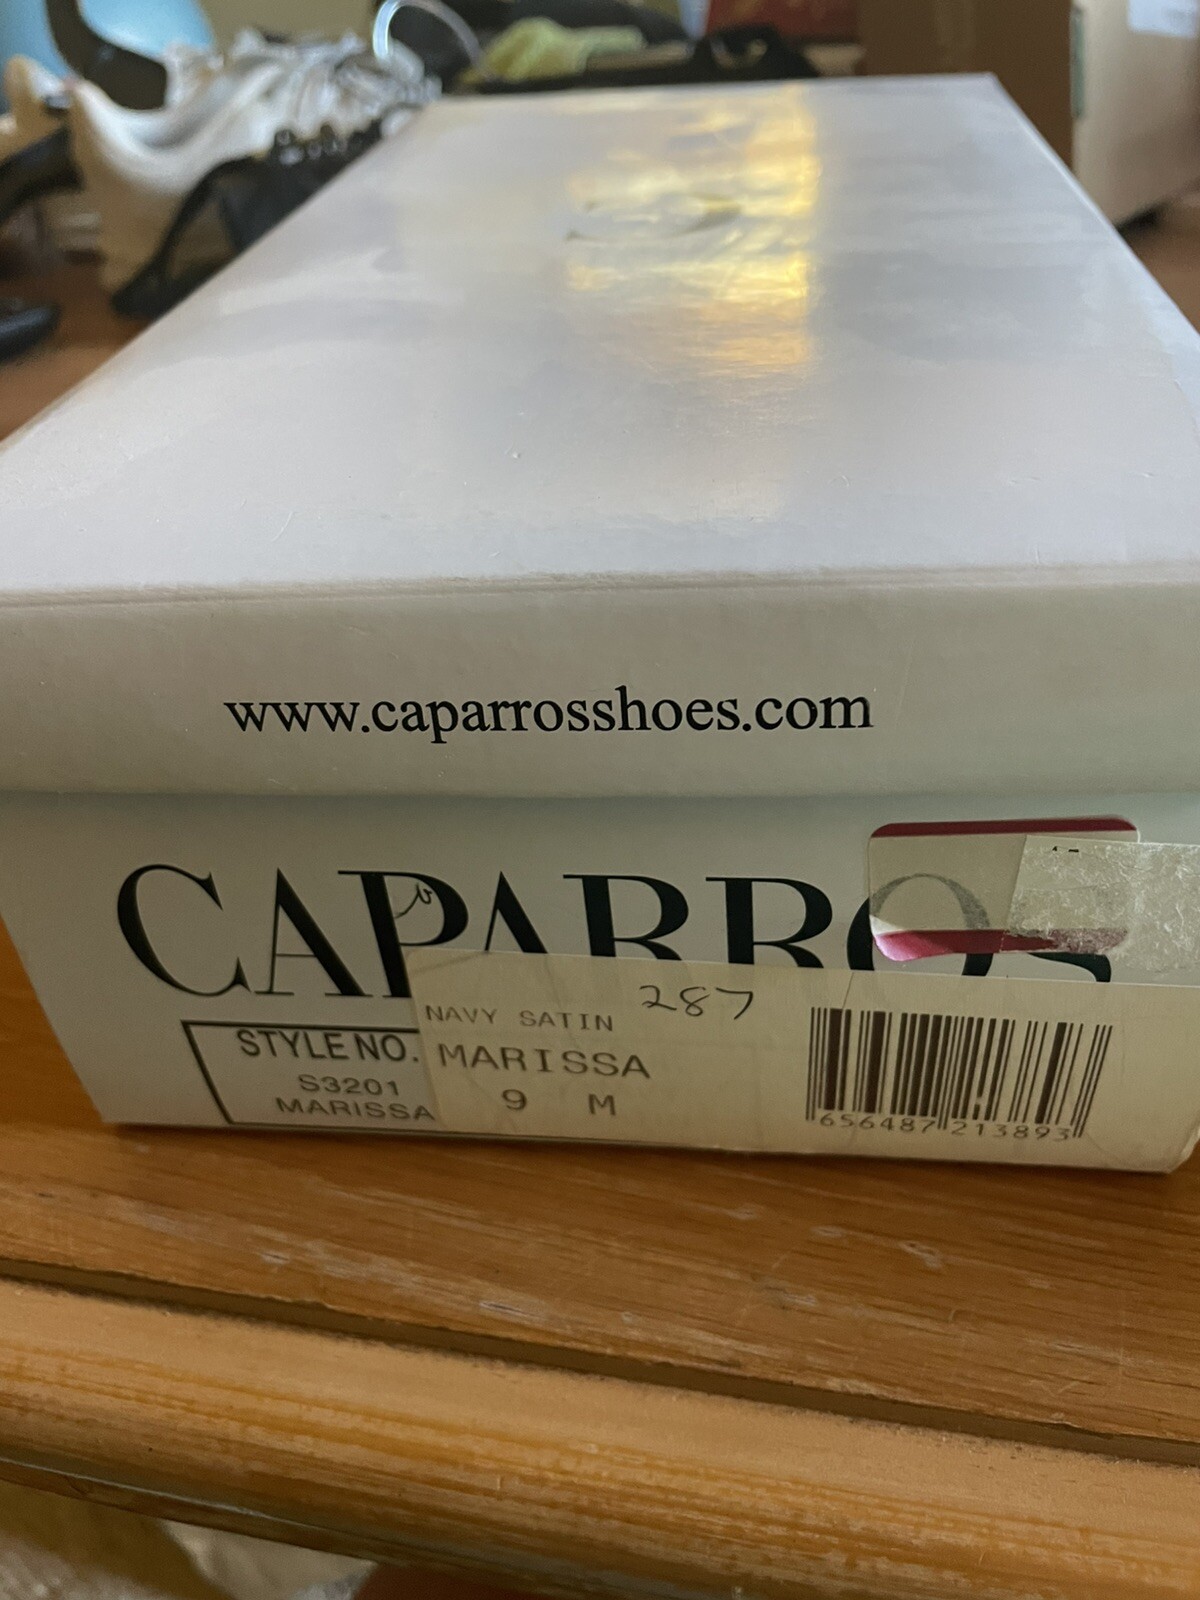 www.caparrosshoes.com
CAPARROS
STYLE NO.
S3201
MARISSA
NAVY SATIN 287
MARISSA
9 M
656487 213893